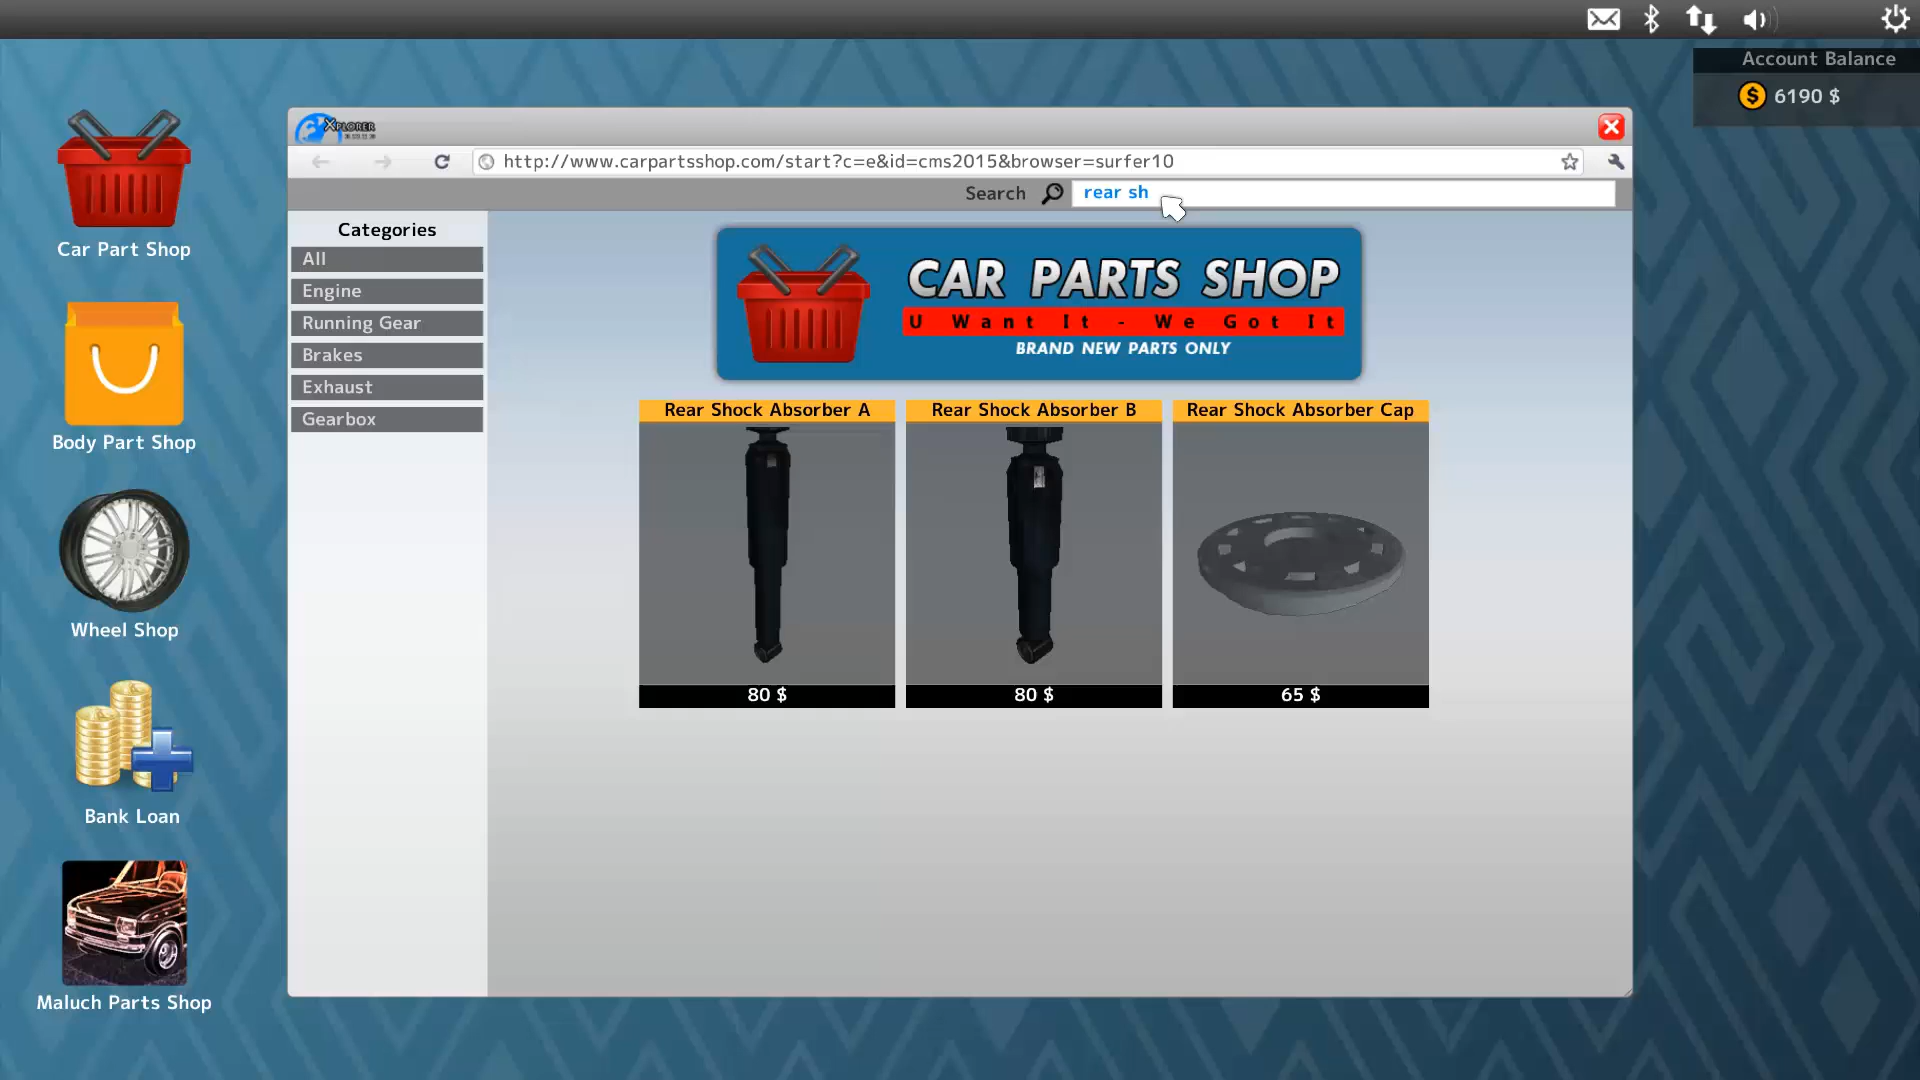 Account Balance
6190 $
Car Part Shop
Body Part Shop
Wheel Shop
Bank Loan
Maluch Parts Shop
XPLORER
http://www.carpartsshop.com/start?c=e&id=cms2015&browser=surfer10
Search rear sh
Categories
All
Engine
Running Gear
Brakes
Exhaust
Gearbox
CAR PARTS SHOP
U Want It - We Got It
BRAND NEW PARTS ONLY
Rear Shock Absorber A
80 $
Rear Shock Absorber B
80 $
Rear Shock Absorber Cap
65 $